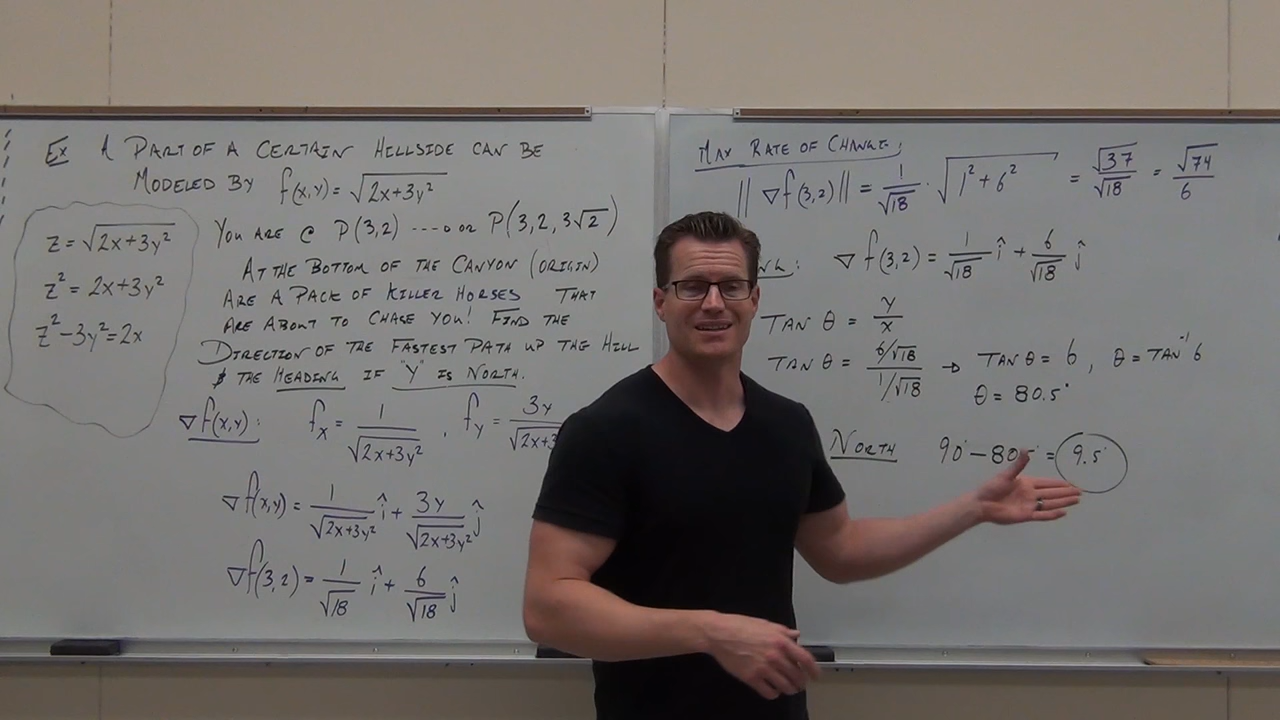 Ex A PART OF A CERTAIN HILLSIDE CAN BE
MODELED BY f(x,y) = √(2x+3y²)
z = √(2x+3y²)
z² = 2x+3y²
z²−3y²=2x
YOU ARE @ P(3,2) ----→ OR P(3,2,3√2)
AT THE BOTTOM OF THE CANYON (ORIGIN)
ARE A PACK OF KILLER HORSES THAT
ARE ABOUT TO CHASE YOU! FIND THE
DIRECTION OF THE FASTEST PATH UP THE HILL
& THE HEADING IF "Y" IS NORTH.
∇f(x,y): fx = 1/√(2x+3y²) , fy = 3y/√(2x+3
∇f(x,y) = 1/√(2x+3y²) î + 3y/√(2x+3y²) ĵ
∇f(3,2) = 1/√18 î + 6/√18 ĵ
MAX RATE OF CHANGE:
||∇f(3,2)|| = 1/√18 · √(1²+6²) = √37/√18 = √74/6
∇f(3,2) = 1/√18 î + 6/√18 ĵ
TAN θ = Y/X
TAN θ = (6/√18)/(1/√18) → TAN θ = 6 , θ = TAN⁻¹ 6
θ = 80.5°
NORTH 90° − 80.5° = 9.5°